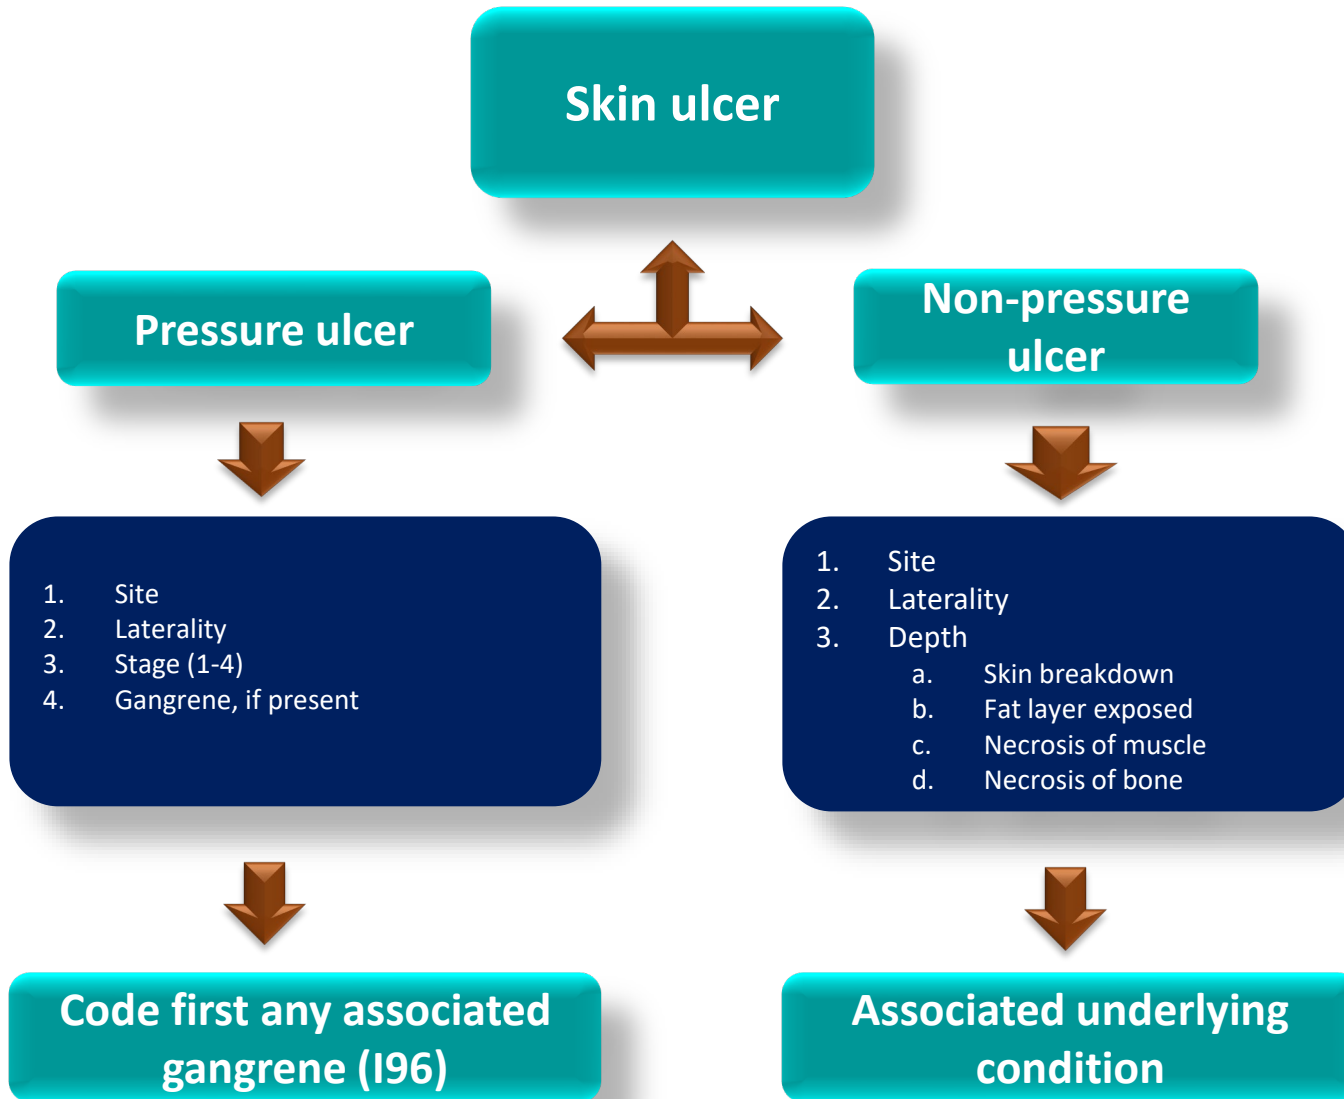 Skin ulcer
Pressure ulcer
Non-pressure
ulcer
1. Site
2. Laterality
3. Stage (1-4)
4. Gangrene, if present
1. Site
2. Laterality
3. Depth
a. Skin breakdown
b. Fat layer exposed
c. Necrosis of muscle
d. Necrosis of bone
Code first any associated
gangrene (I96)
Associated underlying
condition